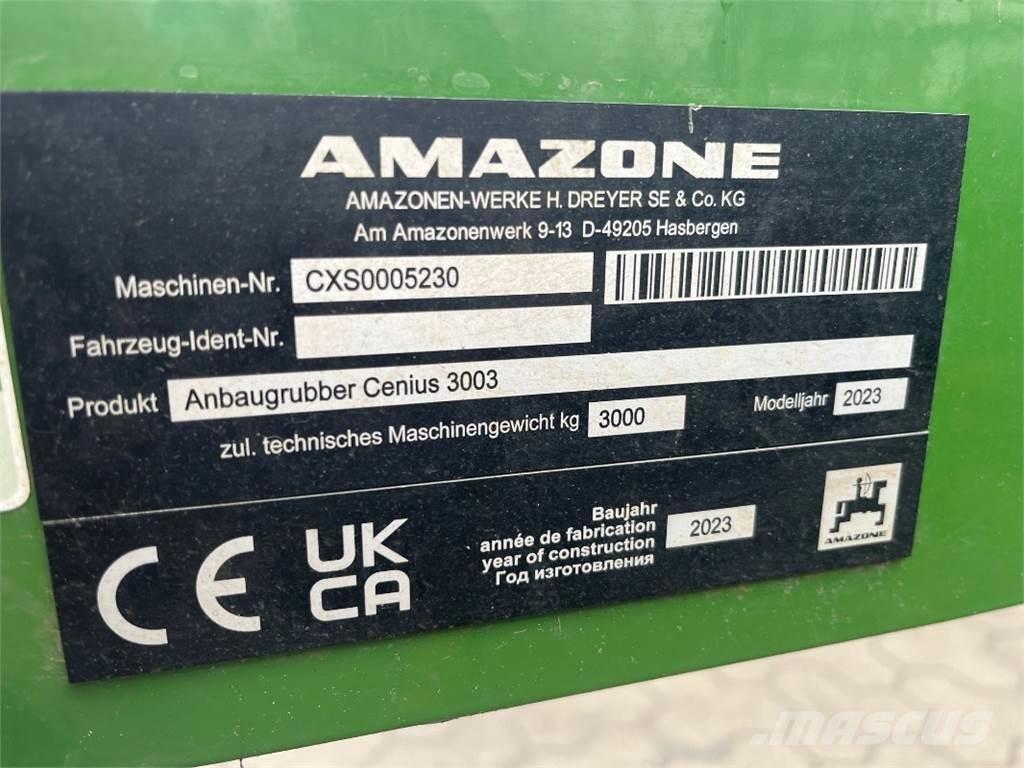 AMAZONE
AMAZONEN-WERKE H. DREYER SE & Co. KG
Am Amazonenwerk 9-13 D-49205 Hasbergen
Maschinen-Nr. CXS0005230
Fahrzeug-Ident-Nr.
Produkt Anbaugrubber Cenius 3003
zul. technisches Maschinengewicht kg 3000
Modelljahr 2023
CE
UK
CA
Baujahr
année de fabrication
year of construction
Год изготовления
2023
AMAZONE
mascus